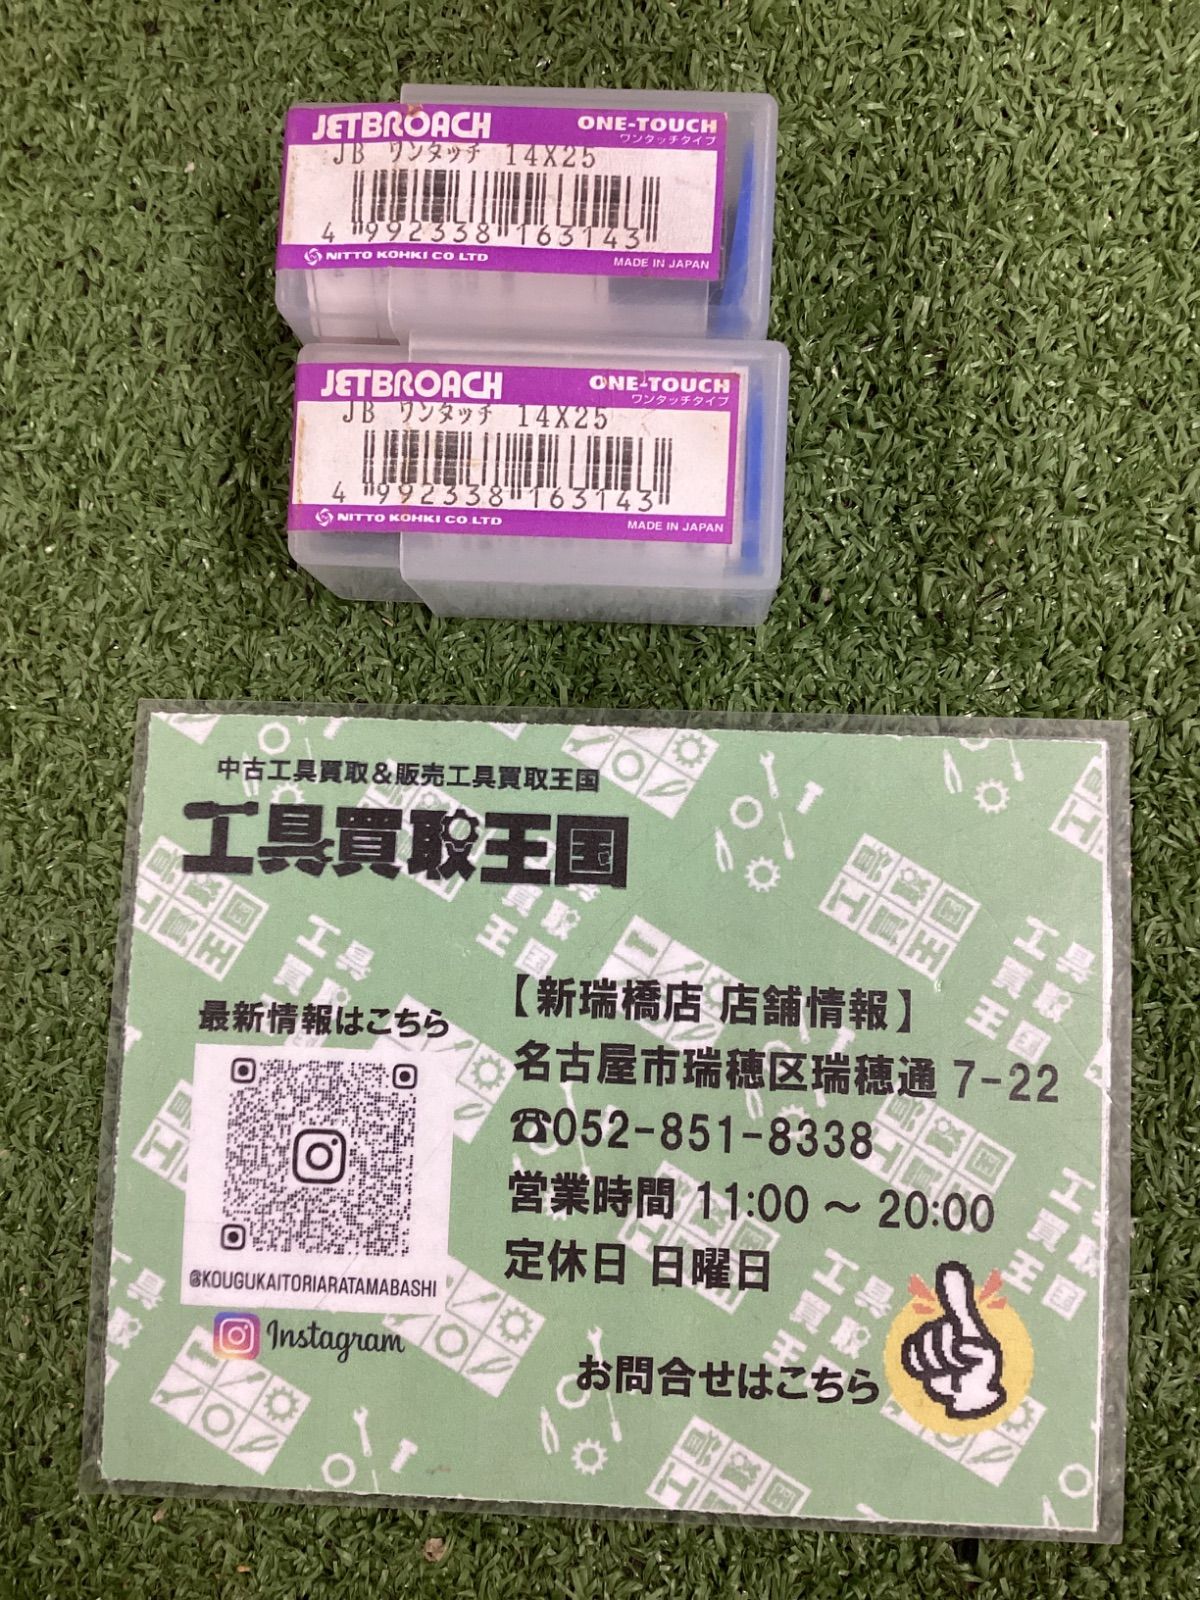 JETBROACH ONE-TOUCH
ワンタッチタイプ
JB ワンタッチ 14X25
4 992338 163143
NITTO KOHKI CO LTD MADE IN JAPAN
JETBROACH ONE-TOUCH
ワンタッチタイプ
JB ワンタッチ 14X25
4 992338 163143
NITTO KOHKI CO LTD MADE IN JAPAN
中古工具買取&販売工具買取王国
工具買取王国
最新情報はこちら
@KOUGUKAITORIARATAMABASHI
Instagram
【新瑞橋店 店舗情報】
名古屋市瑞穂区瑞穂通 7-22
☎052-851-8338
営業時間 11:00 ～ 20:00
定休日 日曜日
お問合せはこちら